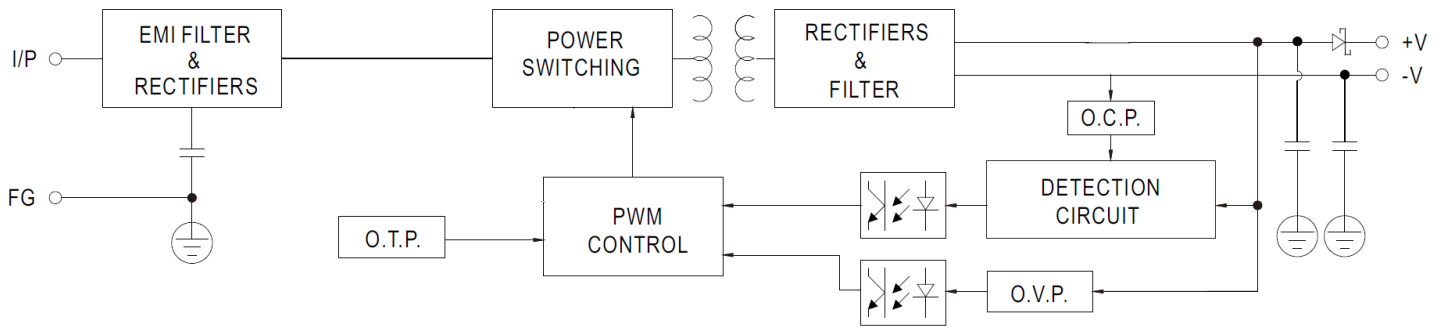 I/P
EMI FILTER
&
RECTIFIERS
POWER
SWITCHING
RECTIFIERS
&
FILTER
+V
-V
O.C.P.
FG
O.T.P.
PWM
CONTROL
DETECTION
CIRCUIT
O.V.P.